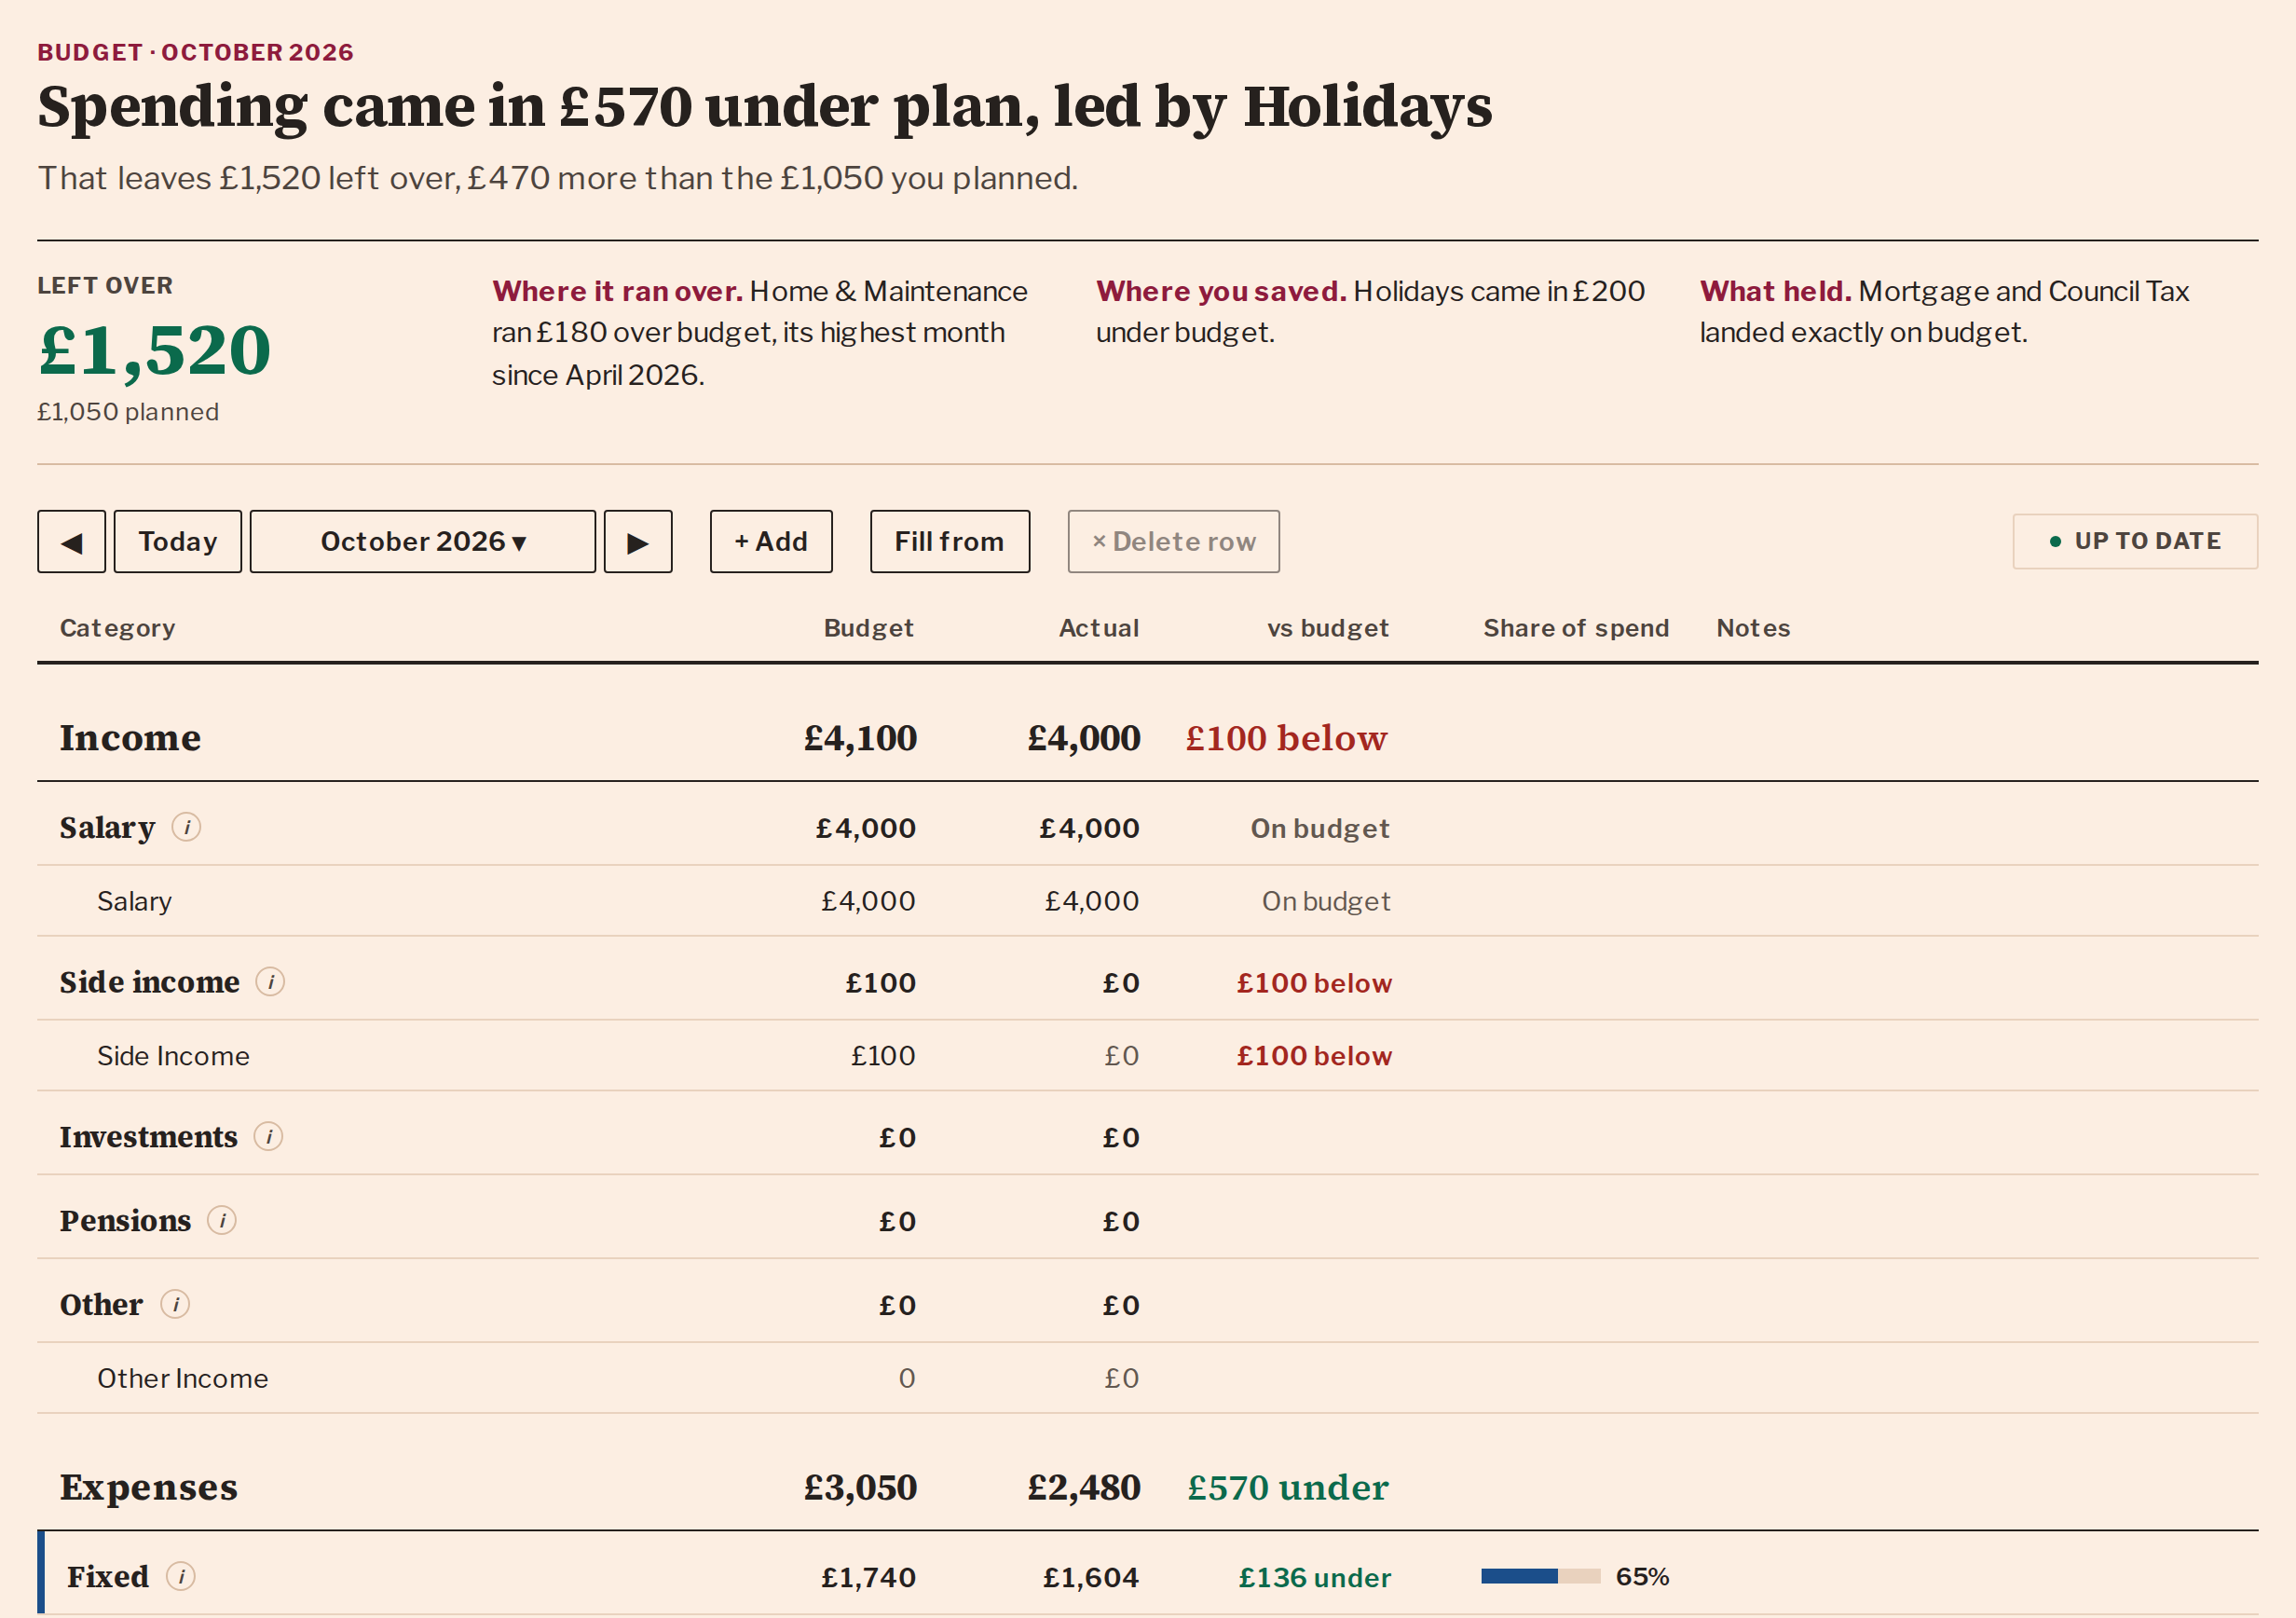 BUDGET · OCTOBER 2026
Spending came in £570 under plan, led by Holidays
That leaves £1,520 left over, £470 more than the £1,050 you planned.
LEFT OVER
£1,520
£1,050 planned
Where it ran over. Home & Maintenance
ran £180 over budget, its highest month
since April 2026.
Where you saved. Holidays came in £200
under budget.
What held. Mortgage and Council Tax
landed exactly on budget.
◀ Today October 2026 ▾ ▶ + Add Fill from × Delete row UP TO DATE
Category Budget Actual vs budget Share of spend Notes
Income £4,100 £4,000 £100 below
Salary i £4,000 £4,000 On budget
Salary £4,000 £4,000 On budget
Side income i £100 £0 £100 below
Side Income £100 £0 £100 below
Investments i £0 £0
Pensions i £0 £0
Other i £0 £0
Other Income 0 £0
Expenses £3,050 £2,480 £570 under
Fixed i £1,740 £1,604 £136 under 65%